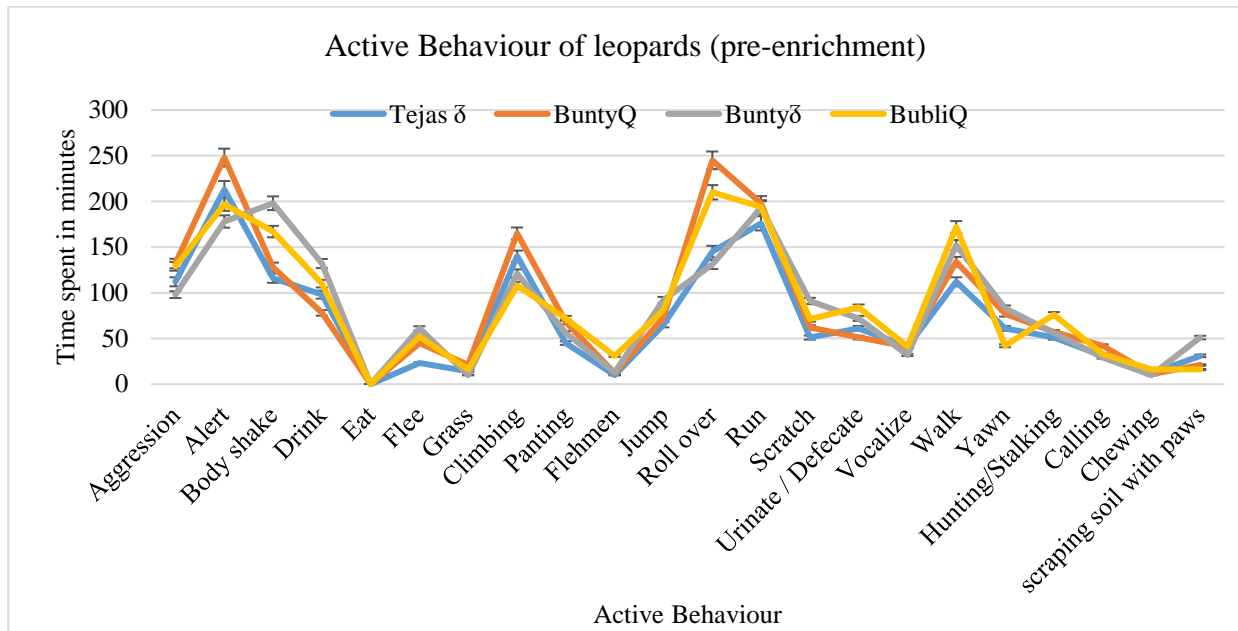 Active Behaviour of leopards (pre-enrichment)
Tejas ẟ BuntyQ Buntyẟ BubliQ
Time spent in minutes
300
250
200
150
100
50
0
Aggression
Alert
Body shake
Drink
Eat
Flee
Grass
Climbing
Panting
Flehmen
Jump
Roll over
Run
Scratch
Urinate / Defecate
Vocalize
Walk
Yawn
Hunting/Stalking
Calling
Chewing
scraping soil with paws
Active Behaviour